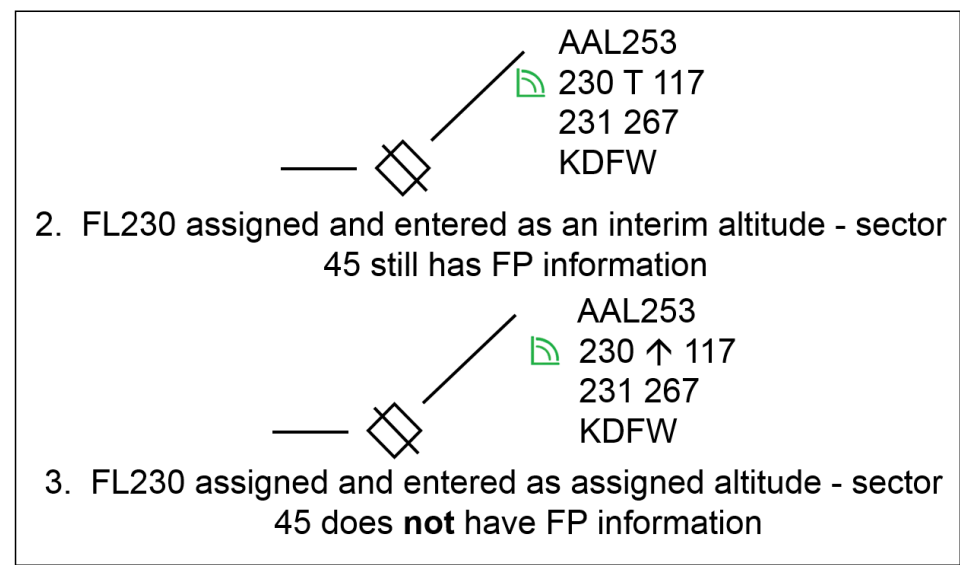 AAL253
230 T 117
231 267
KDFW
2. FL230 assigned and entered as an interim altitude - sector
45 still has FP information
AAL253
230 ↑ 117
231 267
KDFW
3. FL230 assigned and entered as assigned altitude - sector
45 does not have FP information